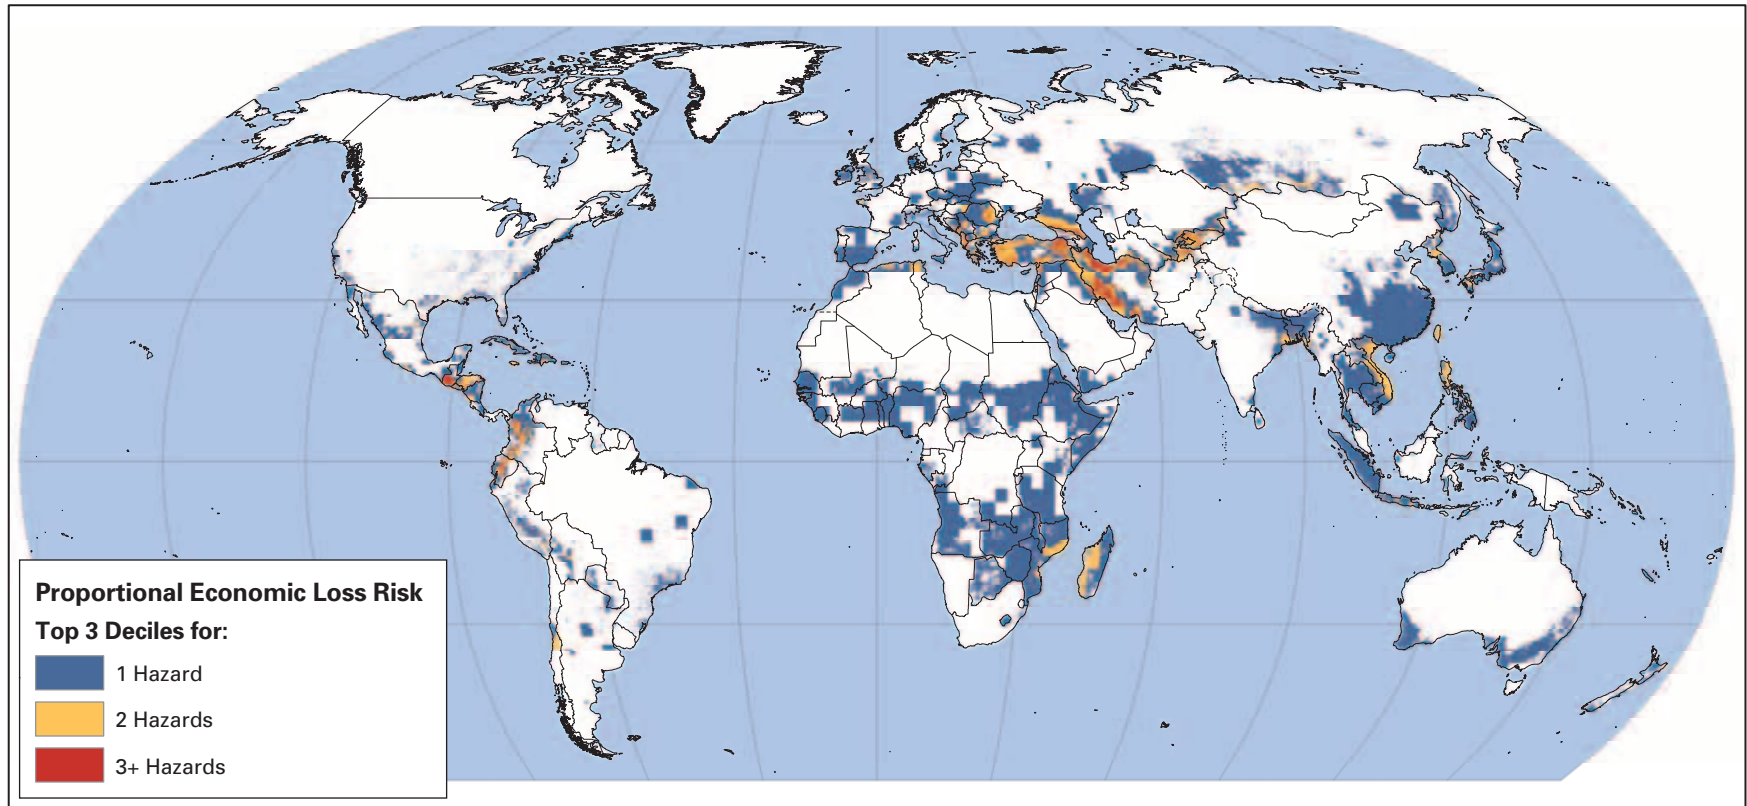 Proportional Economic Loss Risk
Top 3 Deciles for:
1 Hazard
2 Hazards
3+ Hazards